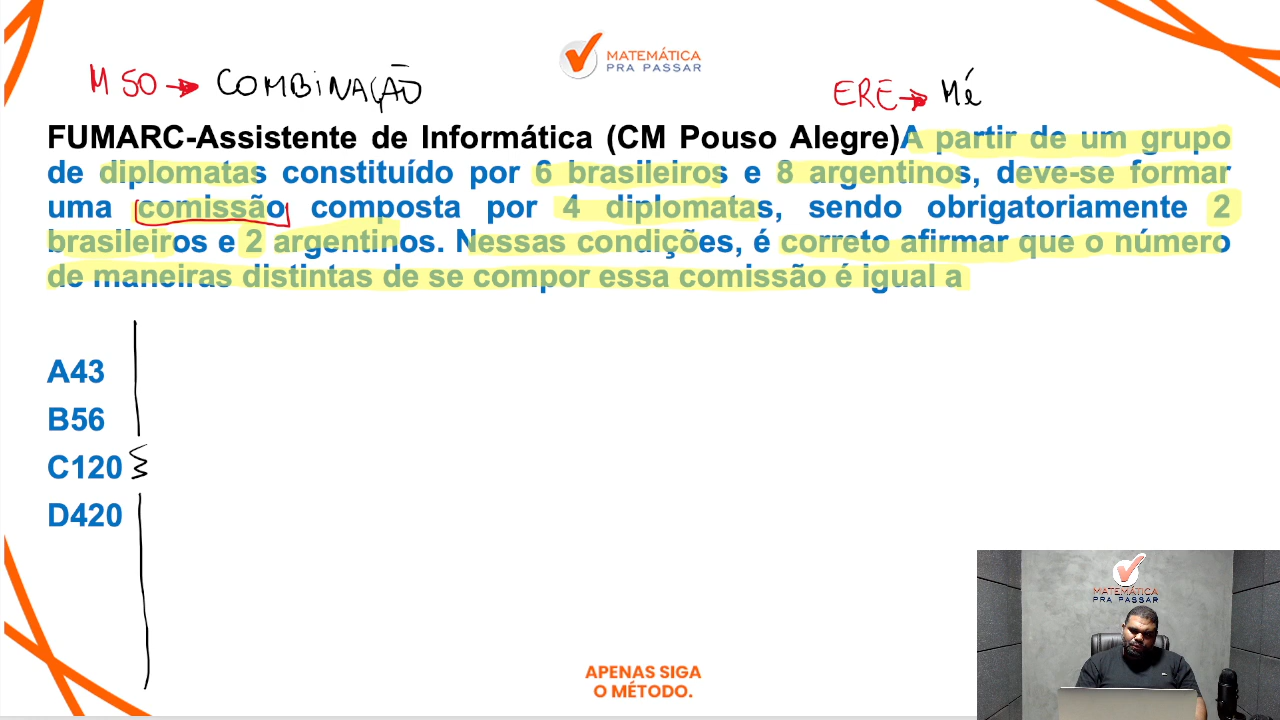 MATEMÁTICA
PRA PASSAR
M50 → COMBINAÇÃO
ERE → Mé
FUMARC-Assistente de Informática (CM Pouso Alegre)A partir de um grupo
de diplomatas constituído por 6 brasileiros e 8 argentinos, deve-se formar
uma comissão composta por 4 diplomatas, sendo obrigatoriamente 2
brasileiros e 2 argentinos. Nessas condições, é correto afirmar que o número
de maneiras distintas de se compor essa comissão é igual a
A43
B56
C120
D420
MATEMÁTICA
PRA PASSAR
APENAS SIGA
O MÉTODO.